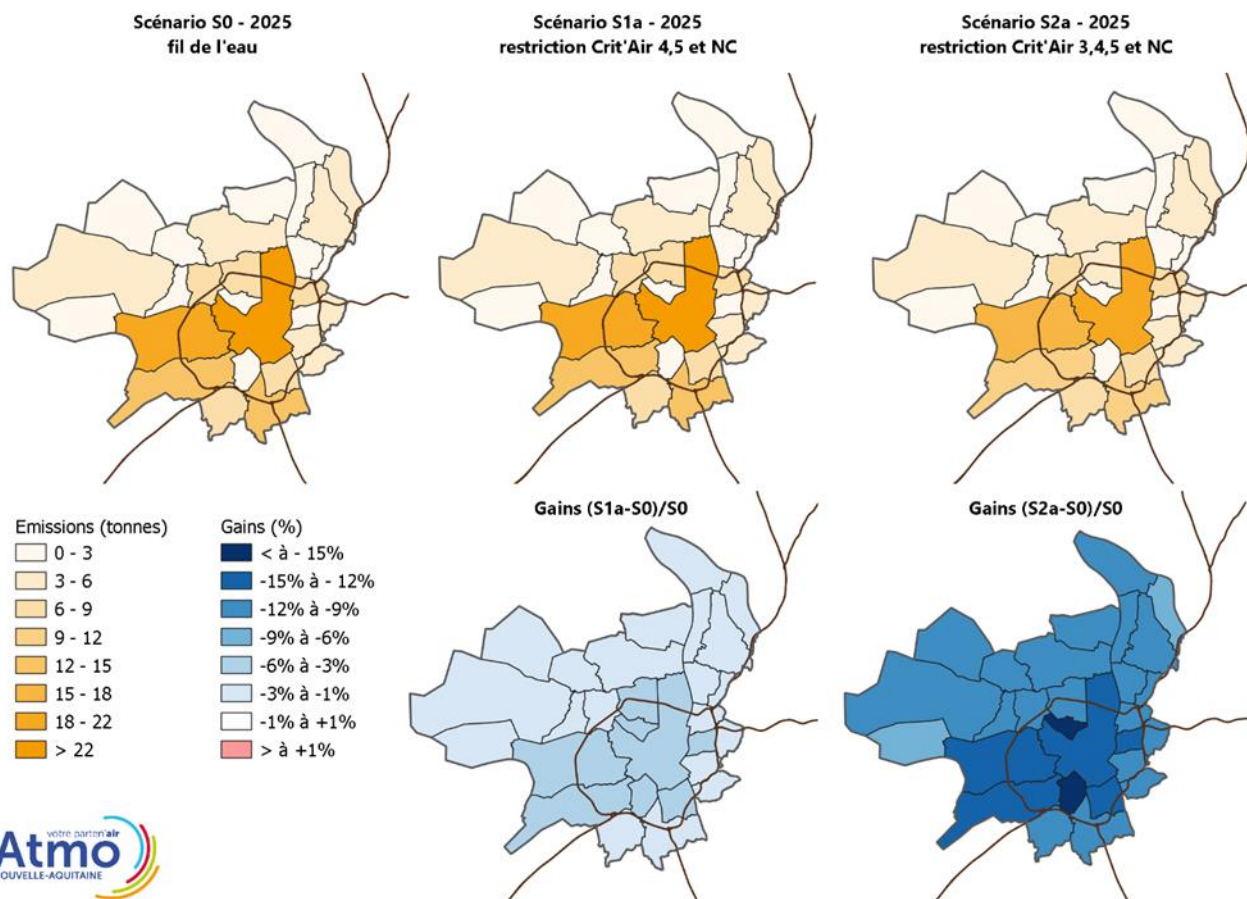 Scénario S0 - 2025
fil de l'eau
Scénario S1a - 2025
restriction Crit'Air 4,5 et NC
Scénario S2a - 2025
restriction Crit'Air 3,4,5 et NC
Emissions (tonnes)
0 - 3
3 - 6
6 - 9
9 - 12
12 - 15
15 - 18
18 - 22
> 22
Gains (%)
< à - 15%
-15% à - 12%
-12% à -9%
-9% à -6%
-6% à -3%
-3% à -1%
-1% à +1%
> à +1%
Gains (S1a-S0)/S0
Gains (S2a-S0)/S0
votre parten'air
Atmo
OUVELLE-AQUITAINE